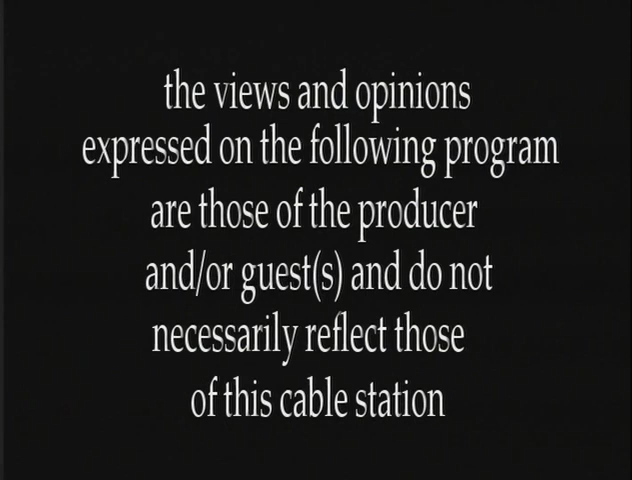 the views and opinions
expressed on the following program
are those of the producer
and/or guest(s) and do not
necessarily reflect those
of this cable station